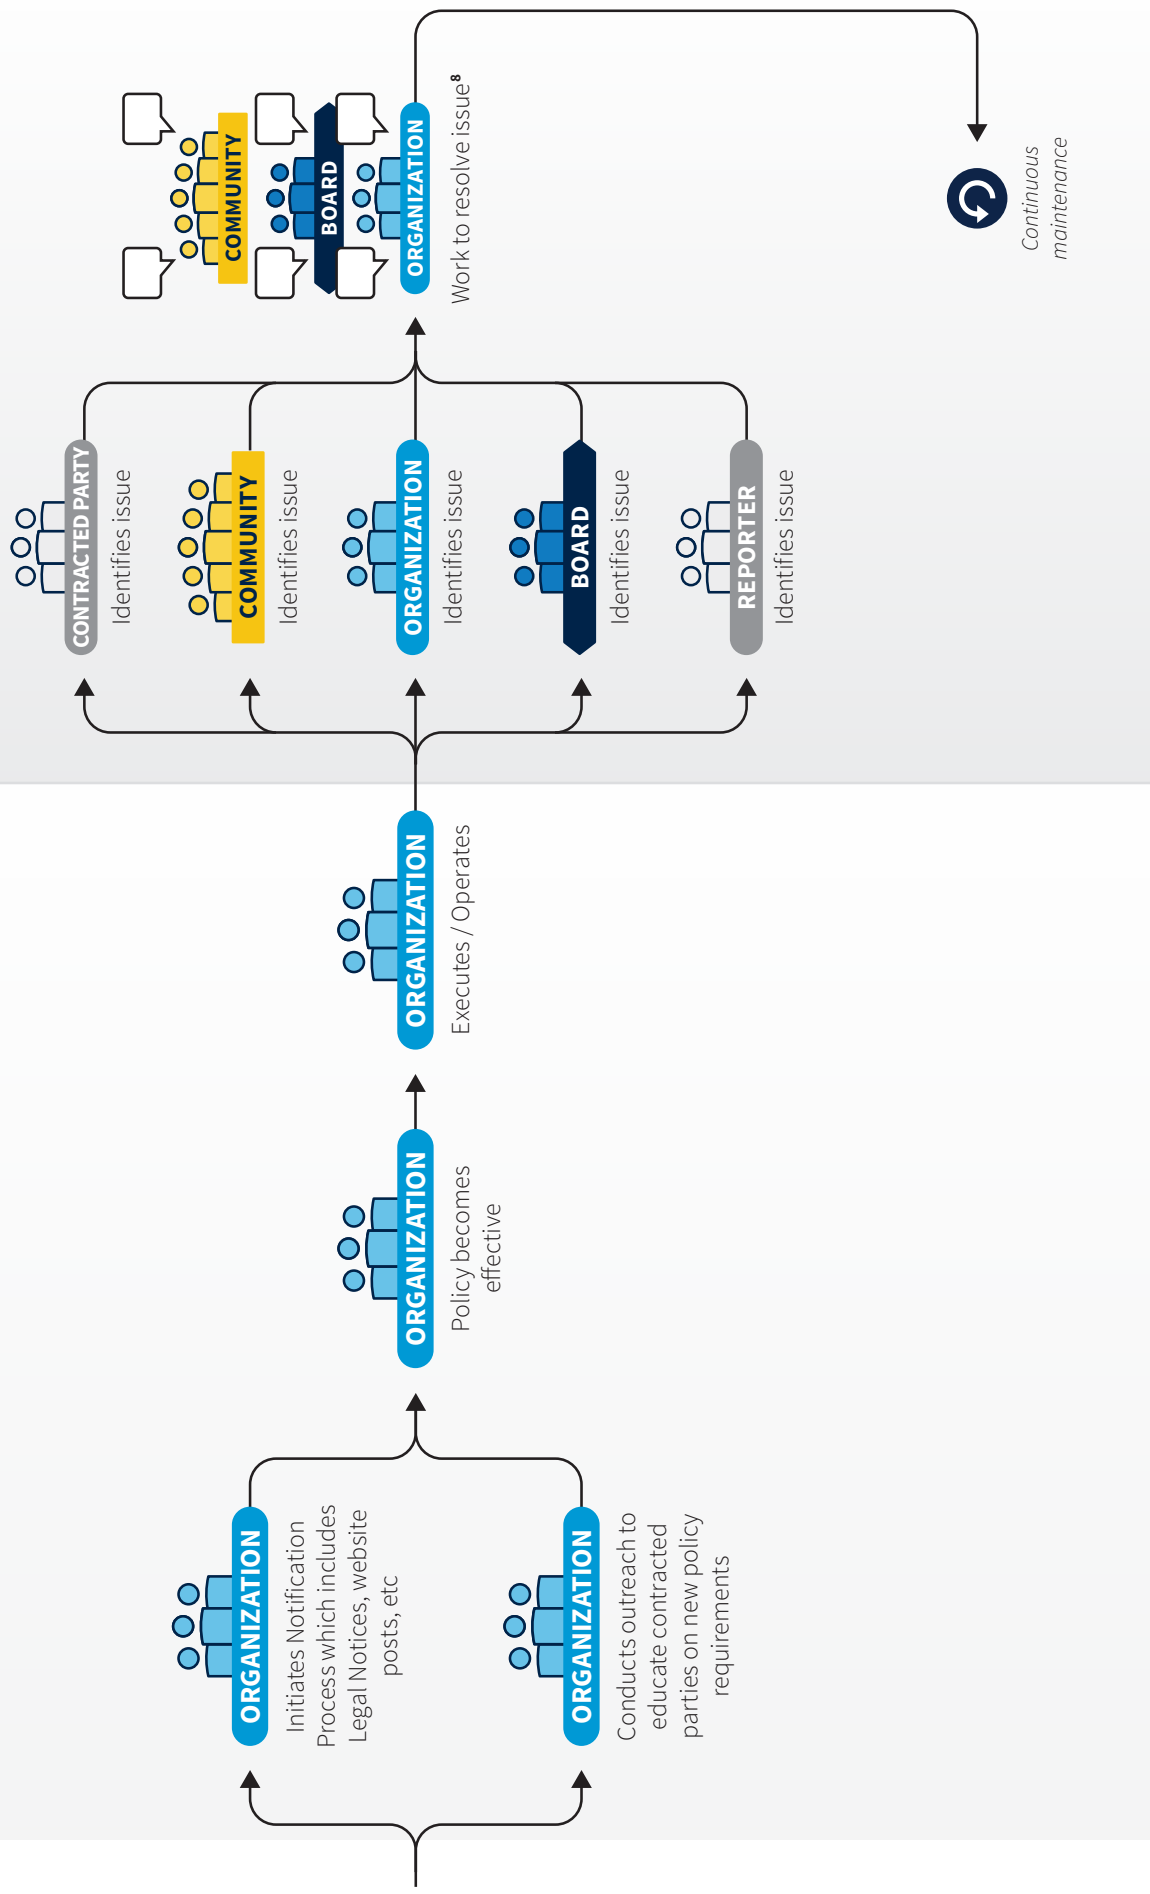 ORGANIZATION
Initiates Notification
Process which includes
Legal Notices, website
posts, etc
ORGANIZATION
Conducts outreach to
educate contracted
parties on new policy
requirements
ORGANIZATION
Policy becomes
effective
ORGANIZATION
Executes / Operates
CONTRACTED PARTY
Identifies issue
COMMUNITY
Identifies issue
ORGANIZATION
Identifies issue
BOARD
Identifies issue
REPORTER
Identifies issue
COMMUNITY
BOARD
ORGANIZATION
Work to resolve issue⁸
Continuous
maintenance